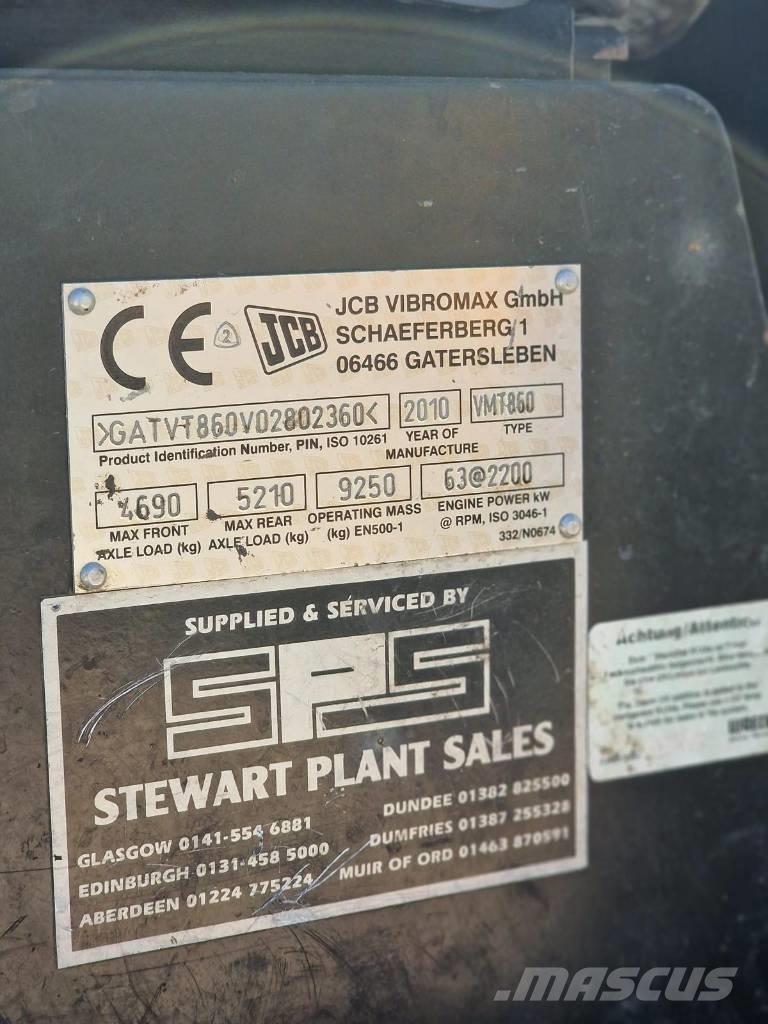 CE 2 JCB
JCB VIBROMAX GmbH
SCHAEFERBERG 1
06466 GATERSLEBEN
>GATVT860V02802360< 2010 VMT860
Product Identification Number, PIN, ISO 10261 YEAR OF MANUFACTURE TYPE
4690 5210 9250 63@2200
MAX FRONT AXLE LOAD (kg) MAX REAR AXLE LOAD (kg) OPERATING MASS (kg) EN500-1 ENGINE POWER kW @ RPM, ISO 3046-1
332/N0674
SUPPLIED & SERVICED BY
SPS
STEWART PLANT SALES
GLASGOW 0141-554 6881
EDINBURGH 0131-458 5000
ABERDEEN 01224 775224
DUNDEE 01382 825500
DUMFRIES 01387 255328
MUIR OF ORD 01463 870591
Achtung/Attention
MASCUS